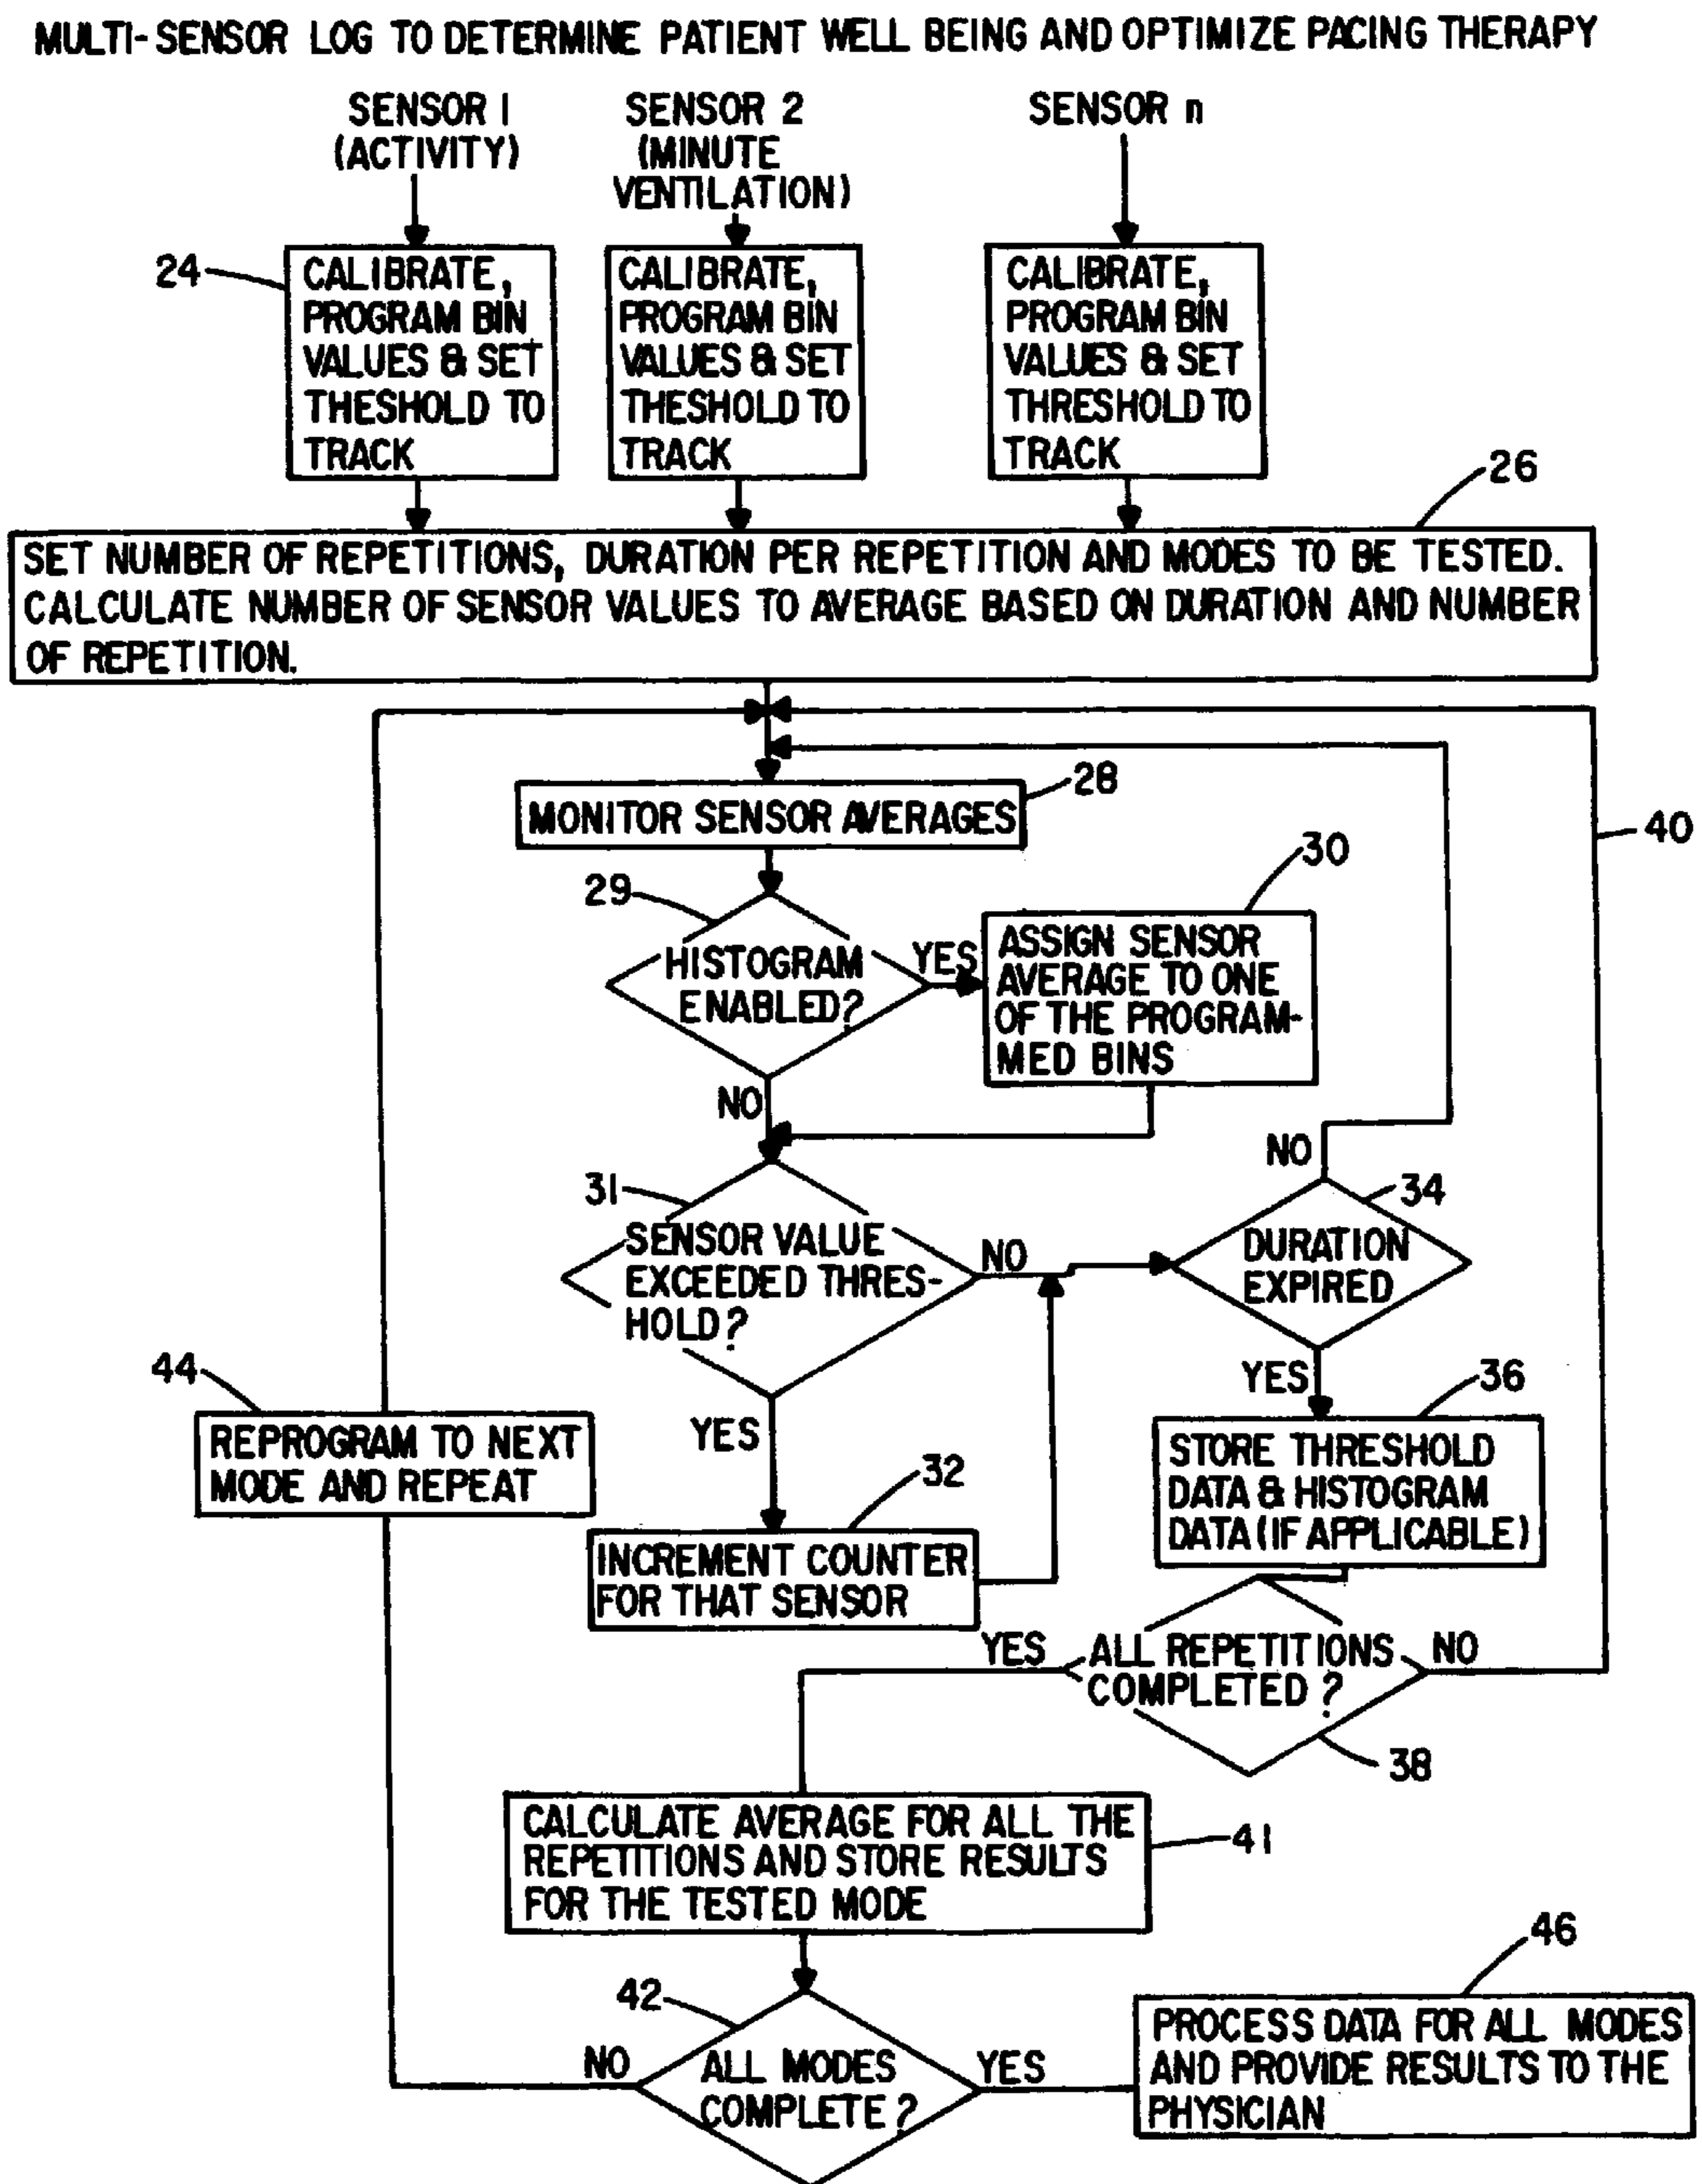 MULTI-SENSOR LOG TO DETERMINE PATIENT WELL BEING AND OPTIMIZE PACING THERAPY
SENSOR 1
(ACTIVITY)
SENSOR 2
(MINUTE
VENTILATION)
SENSOR n
24
CALIBRATE,
PROGRAM BIN
VALUES & SET
THESHOLD TO
TRACK
CALIBRATE,
PROGRAM BIN
VALUES & SET
THESHOLD TO
TRACK
CALIBRATE,
PROGRAM BIN
VALUES & SET
THRESHOLD TO
TRACK
26
SET NUMBER OF REPETITIONS, DURATION PER REPETITION AND MODES TO BE TESTED.
CALCULATE NUMBER OF SENSOR VALUES TO AVERAGE BASED ON DURATION AND NUMBER
OF REPETITION.
28
MONITOR SENSOR AVERAGES
40
29
HISTOGRAM
ENABLED?
YES
NO
30
ASSIGN SENSOR
AVERAGE TO ONE
OF THE PROGRAM-
MED BINS
31
SENSOR VALUE
EXCEEDED THRES-
HOLD?
NO
YES
NO
34
DURATION
EXPIRED
YES
44
REPROGRAM TO NEXT
MODE AND REPEAT
32
INCREMENT COUNTER
FOR THAT SENSOR
36
STORE THRESHOLD
DATA & HISTOGRAM
DATA (IF APPLICABLE)
YES
ALL REPETITIONS
COMPLETED?
NO
38
CALCULATE AVERAGE FOR ALL THE
REPETITIONS AND STORE RESULTS
FOR THE TESTED MODE
41
42
NO
ALL MODES
COMPLETE?
YES
46
PROCESS DATA FOR ALL MODES
AND PROVIDE RESULTS TO THE
PHYSICIAN